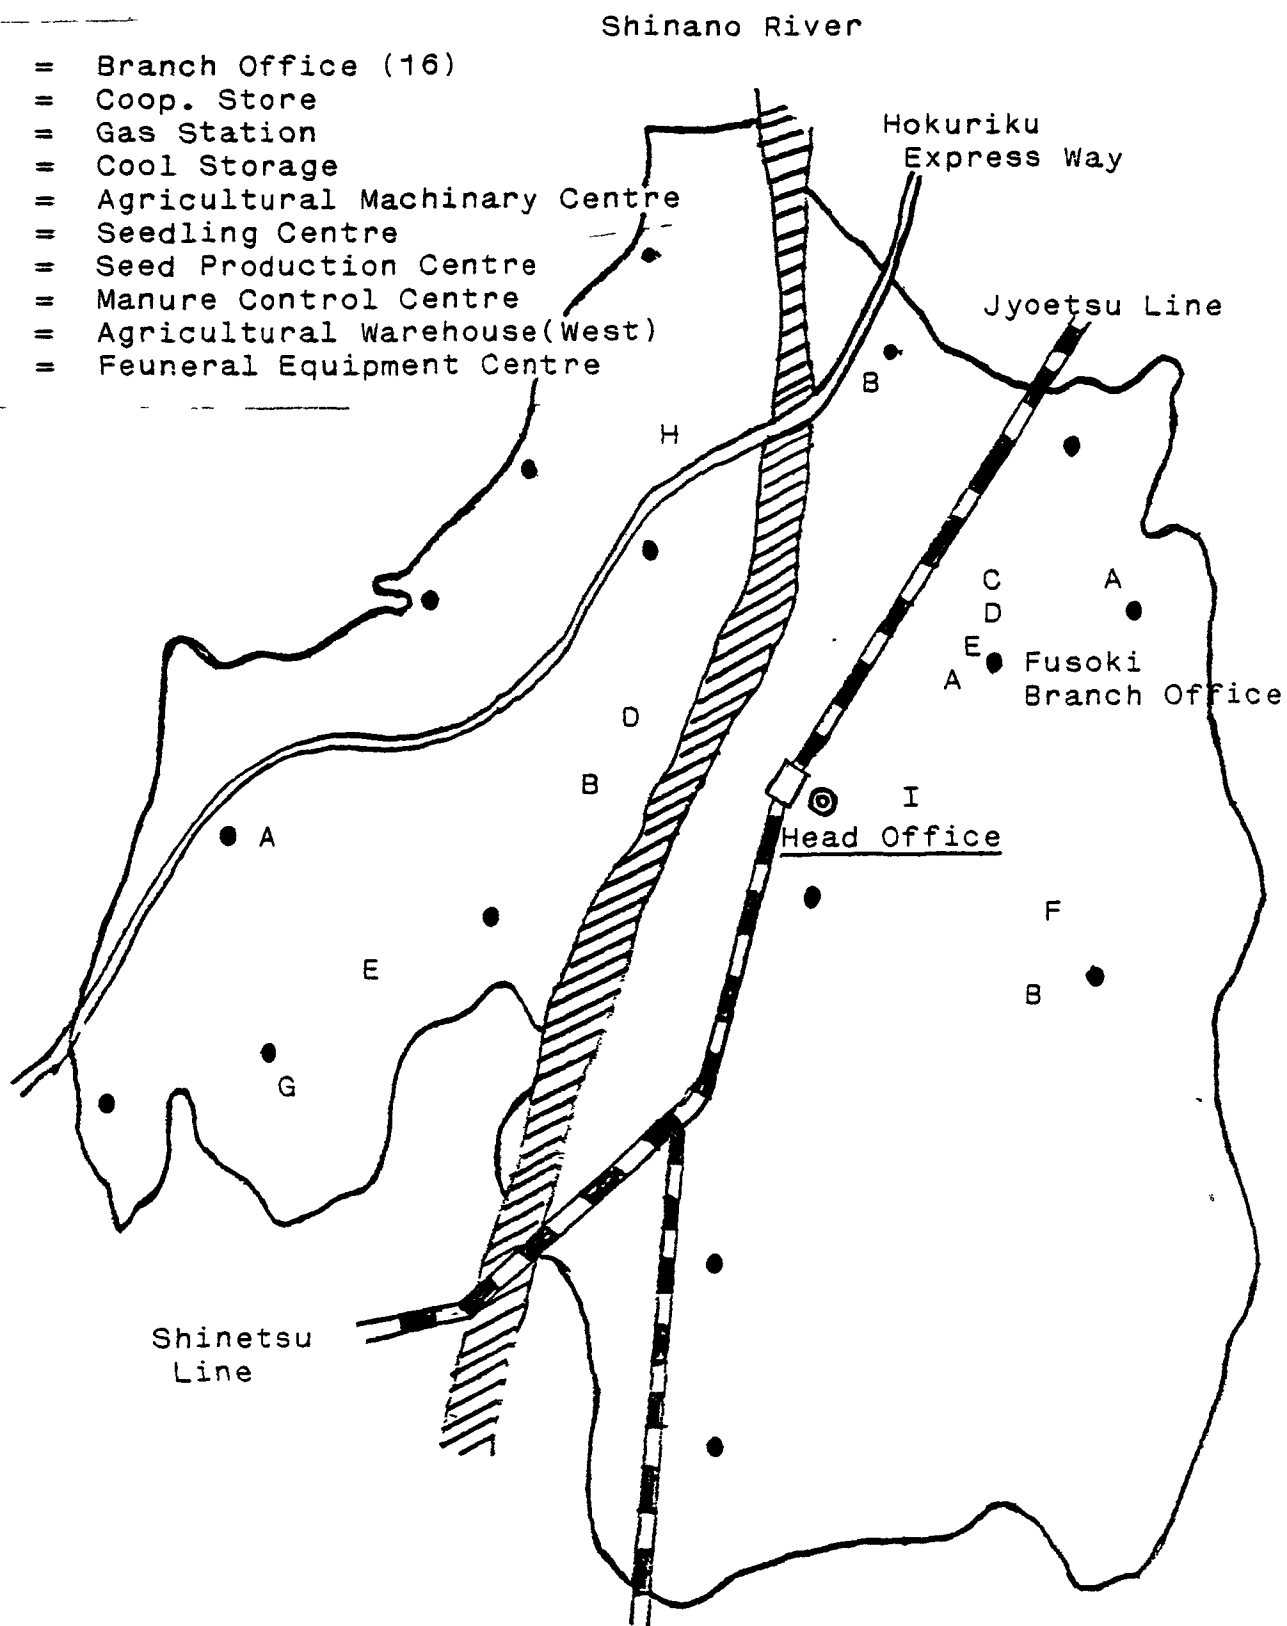 Shinano River
= Branch Office (16)
= Coop. Store
= Gas Station
= Cool Storage
= Agricultural Machinary Centre
= Seedling Centre
= Seed Production Centre
= Manure Control Centre
= Agricultural Warehouse(West)
= Feuneral Equipment Centre
Hokuriku
Express Way
Jyoetsu Line
B
H
C
A
D
E
Fusoki
A
Branch Office
D
B
I
Head Office
A
F
E
B
G
Shinetsu
Line